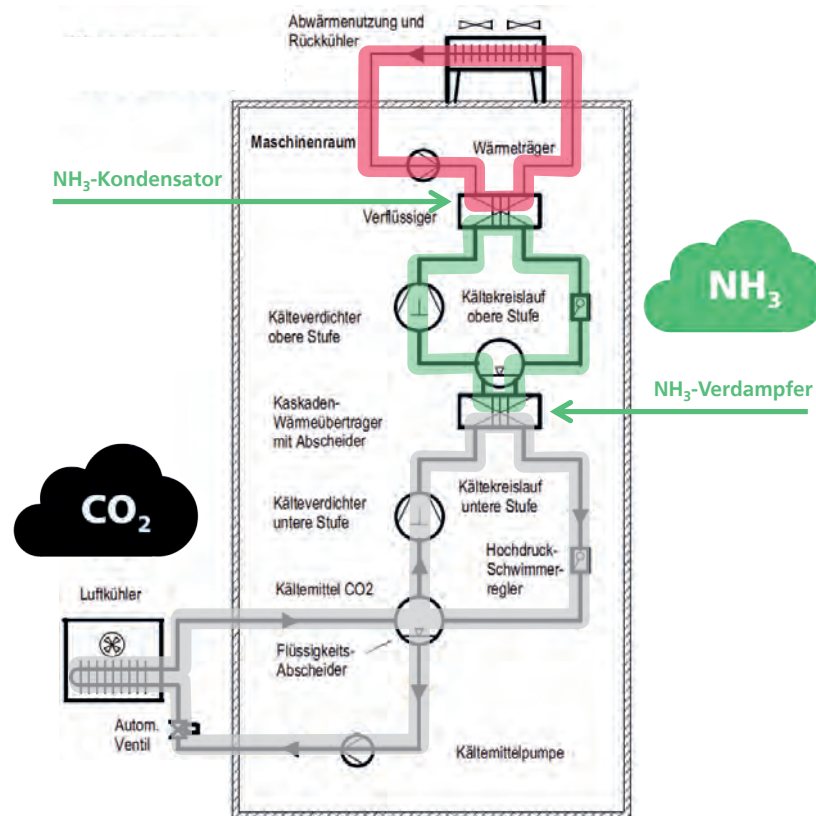 Abwärmenutzung und
Rückkühler
Maschinenraum
Wärmeträger
NH₃-Kondensator
Verflüssiger
NH₃
Kälteverdichter
obere Stufe
Kältekreislauf
obere Stufe
NH₃-Verdampfer
Kaskaden-
Wärmeübertrager
mit Abscheider
CO₂
Kälteverdichter
untere Stufe
Kältekreislauf
untere Stufe
Hochdruck-
Schwimmer-
regler
Luftkühler
Kältemittel CO2
Flüssigkeits-
Abscheider
Autom.
Ventil
Kältemittelpumpe